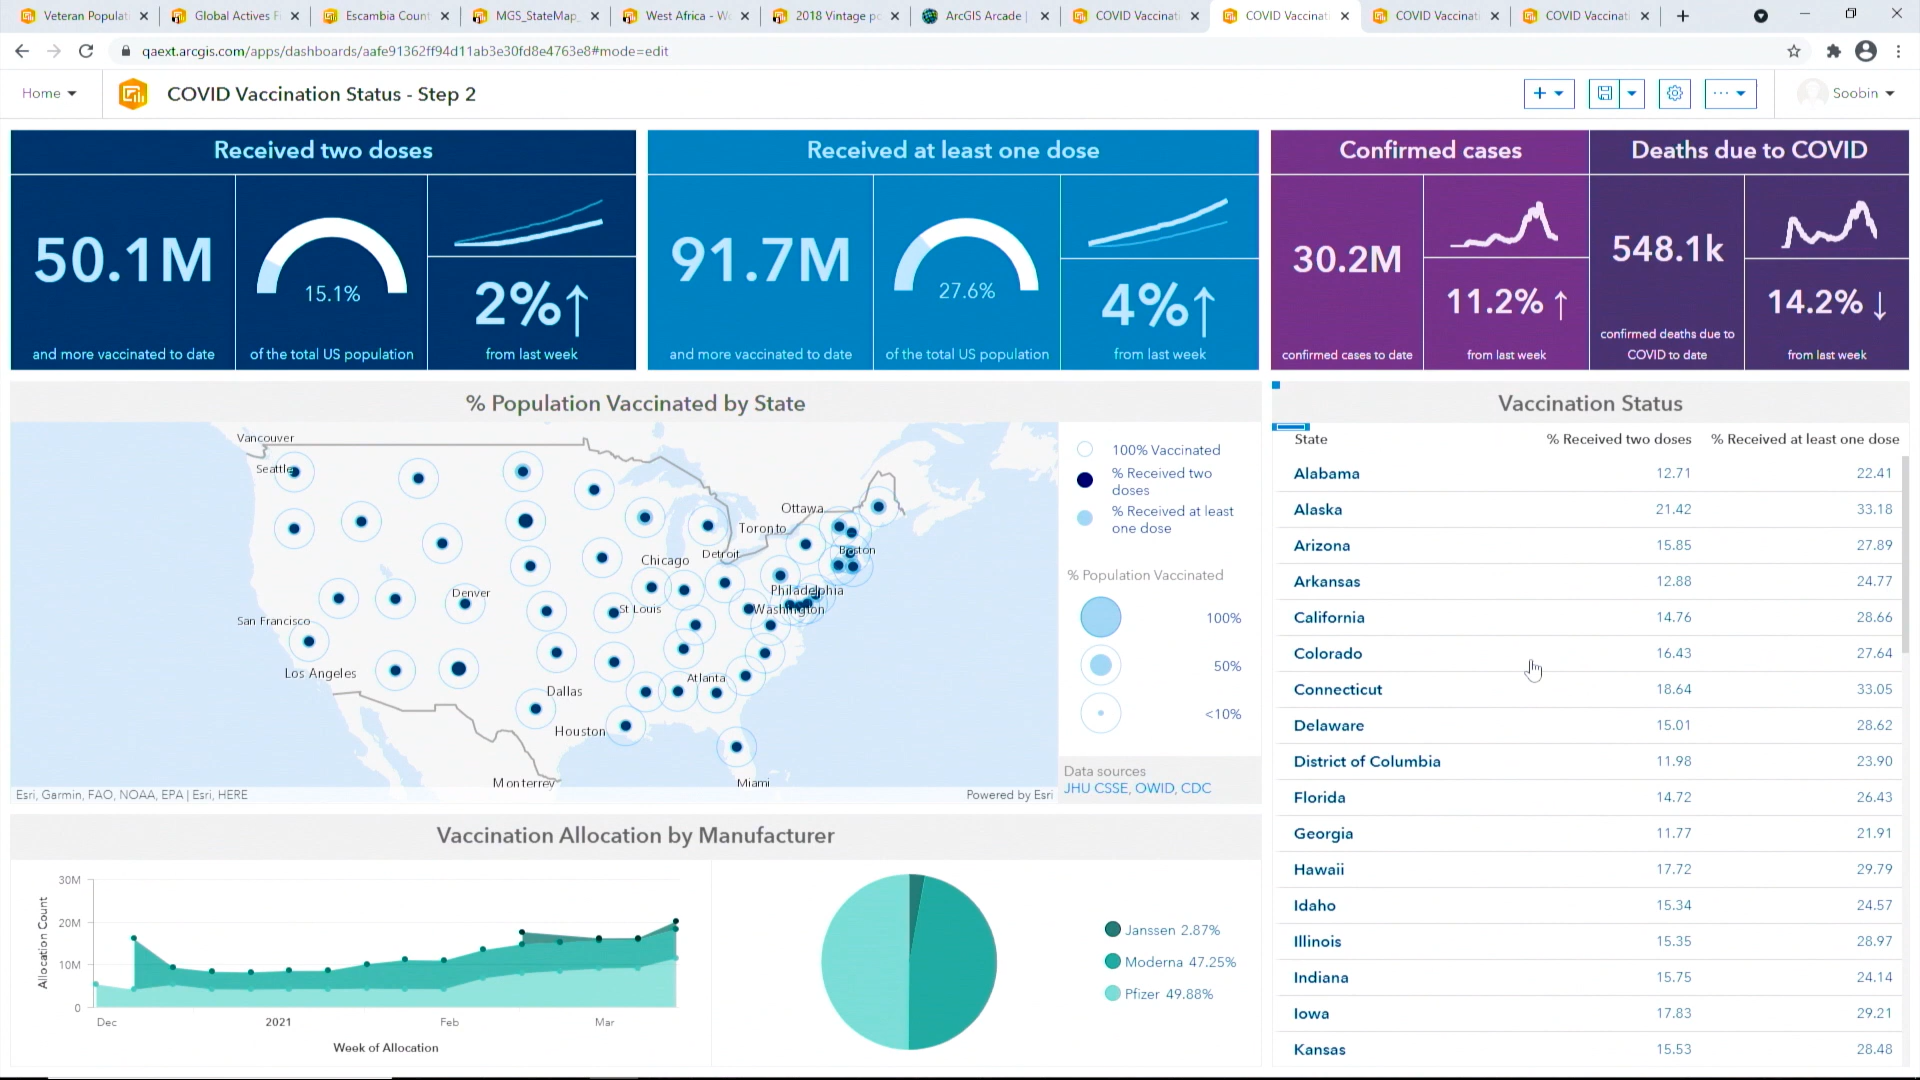 Veteran Populati
Global Actives Fi
Escambia Count
MGS_StateMap_
West Africa - Wo
2018 Vintage po
ArcGIS Arcade |
COVID Vaccinati
COVID Vaccinati
COVID Vaccinati
COVID Vaccinati
qaext.arcgis.com/apps/dashboards/aafe91362ff94d11ab3e30fd8e4763e8#mode=edit
Home
COVID Vaccination Status - Step 2
Soobin
Received two doses
50.1M
and more vaccinated to date
15.1%
of the total US population
2%↑
from last week
Received at least one dose
91.7M
and more vaccinated to date
27.6%
of the total US population
4%↑
from last week
Confirmed cases
30.2M
confirmed cases to date
11.2% ↑
from last week
Deaths due to COVID
548.1k
confirmed deaths due to
COVID to date
14.2% ↓
from last week
% Population Vaccinated by State
Vancouver
Seattle
Ottawa
Toronto
Boston
Chicago
Detroit
Denver
Philadelphia
Washington
St Louis
San Francisco
Los Angeles
Atlanta
Dallas
Houston
Monterrey
Miami
Esri, Garmin, FAO, NOAA, EPA | Esri, HERE
Powered by Esri
100% Vaccinated
% Received two
doses
% Received at least
one dose
% Population Vaccinated
100%
50%
<10%
Data sources
JHU CSSE, OWID, CDC
Vaccination Status
State % Received two doses % Received at least one dose
Alabama 12.71 22.41
Alaska 21.42 33.18
Arizona 15.85 27.89
Arkansas 12.88 24.77
California 14.76 28.66
Colorado 16.43 27.64
Connecticut 18.64 33.05
Delaware 15.01 28.62
District of Columbia 11.98 23.90
Florida 14.72 26.43
Georgia 11.77 21.91
Hawaii 17.72 29.79
Idaho 15.34 24.57
Illinois 15.35 28.97
Indiana 15.75 24.14
Iowa 17.83 29.21
Kansas 15.53 28.48
Vaccination Allocation by Manufacturer
Allocation Count
30M
20M
10M
0
Dec 2021 Feb Mar
Week of Allocation
Janssen 2.87%
Moderna 47.25%
Pfizer 49.88%